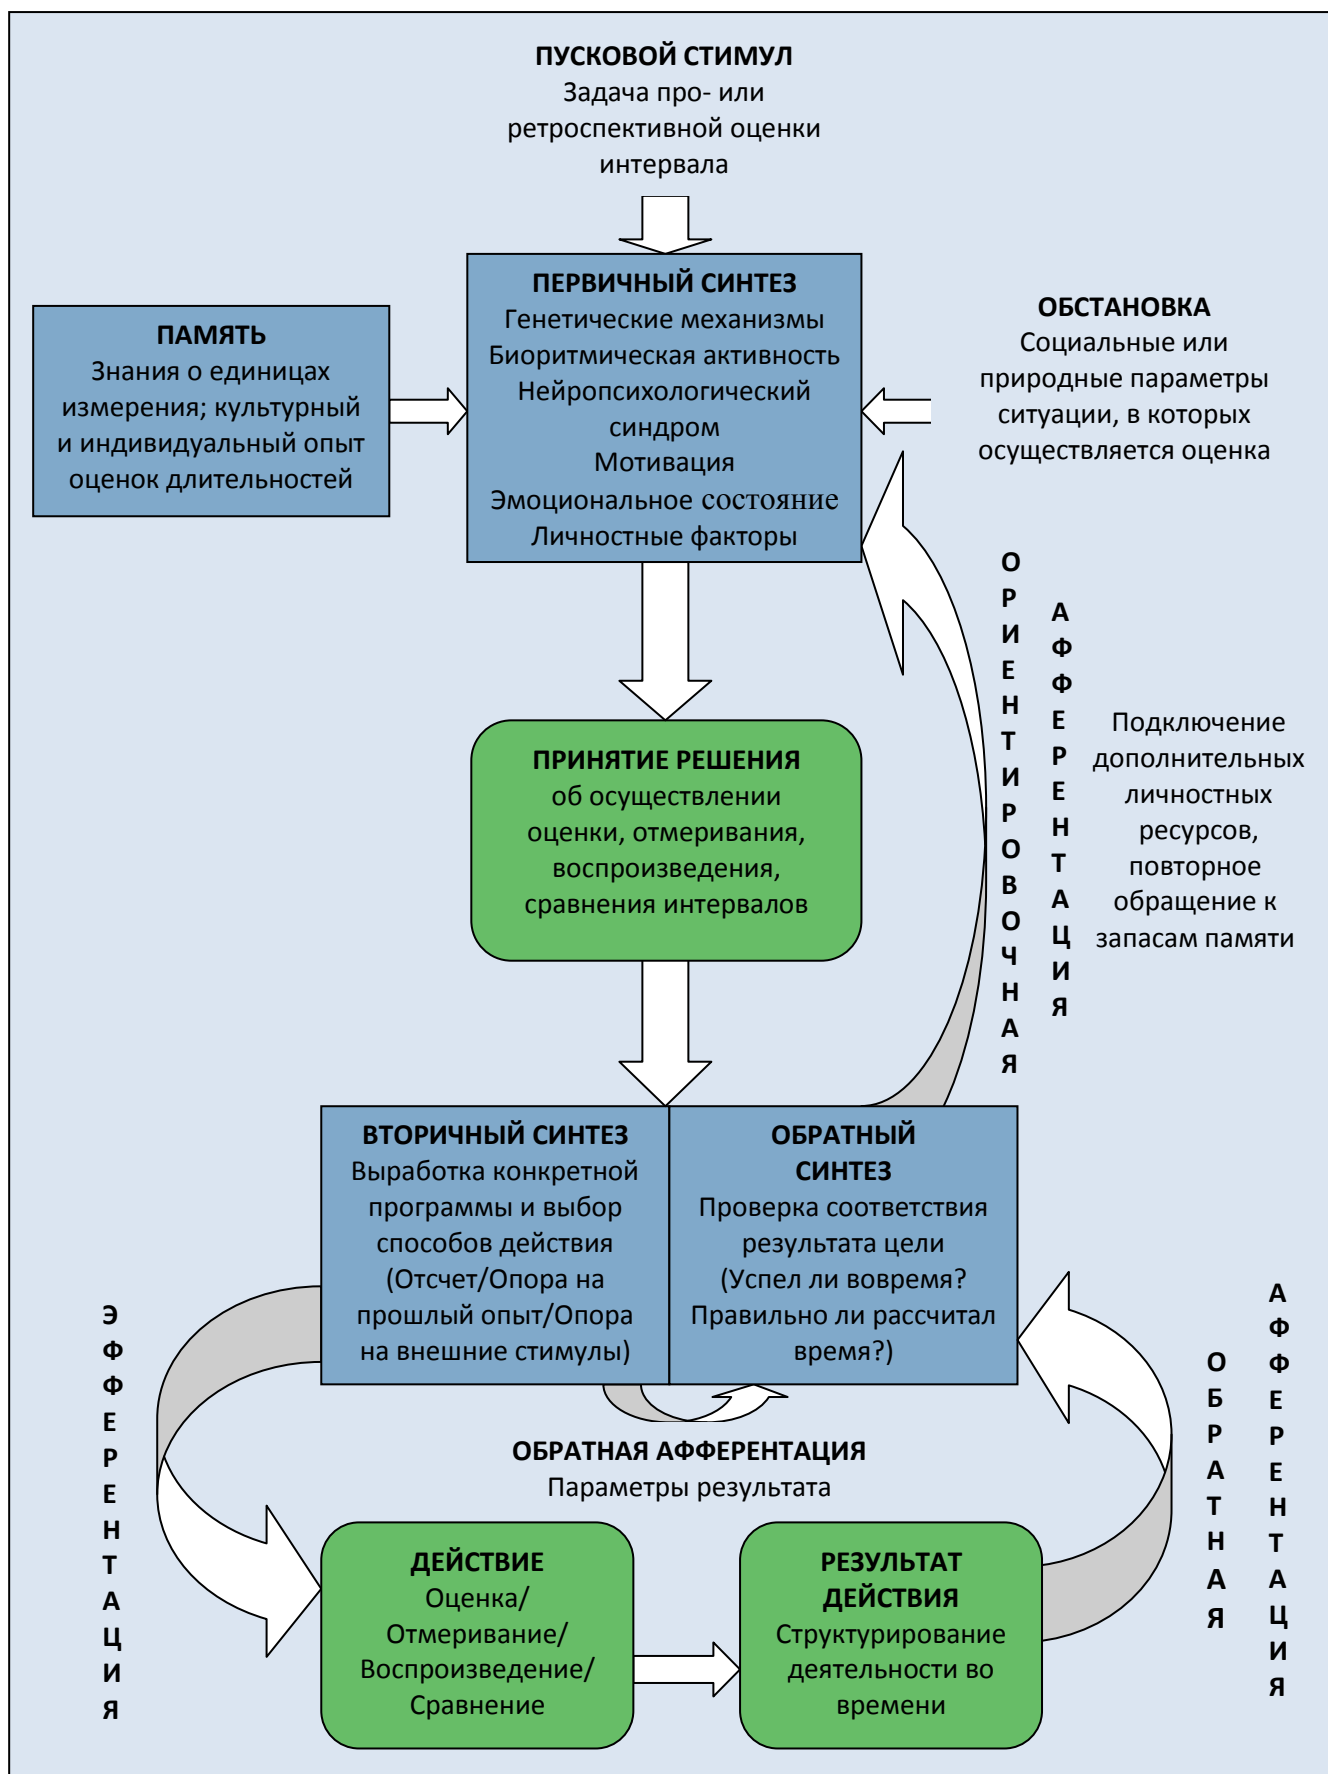 ПУСКОВОЙ СТИМУЛ
Задача про- или
ретроспективной оценки
интервала
ПЕРВИЧНЫЙ СИНТЕЗ
Генетические механизмы
Биоритмическая активность
Нейропсихологический
синдром
Мотивация
Эмоциональное состояние
Личностные факторы
ПАМЯТЬ
Знания о единицах
измерения; культурный
и индивидуальный опыт
оценок длительностей
ОБСТАНОВКА
Социальные или
природные параметры
ситуации, в которых
осуществляется оценка
ОРИЕНТИРОВОЧНАЯ
АФФЕРЕНТАЦИЯ
Подключение
дополнительных
личностных
ресурсов,
повторное
обращение к
запасам памяти
ПРИНЯТИЕ РЕШЕНИЯ
об осуществлении
оценки, отмеривания,
воспроизведения,
сравнения интервалов
ВТОРИЧНЫЙ СИНТЕЗ
Выработка конкретной
программы и выбор
способов действия
(Отсчет/Опора на
прошлый опыт/Опора
на внешние стимулы)
ОБРАТНЫЙ
СИНТЕЗ
Проверка соответствия
результата цели
(Успел ли вовремя?
Правильно ли рассчитал
время?)
ЭФФЕРЕНТАЦИЯ
ОБРАТНАЯ АФФЕРЕНТАЦИЯ
Параметры результата
ОБРАТНАЯ
АФФЕРЕНТАЦИЯ
ДЕЙСТВИЕ
Оценка/
Отмеривание/
Воспроизведение/
Сравнение
РЕЗУЛЬТАТ
ДЕЙСТВИЯ
Структурирование
деятельности во
времени